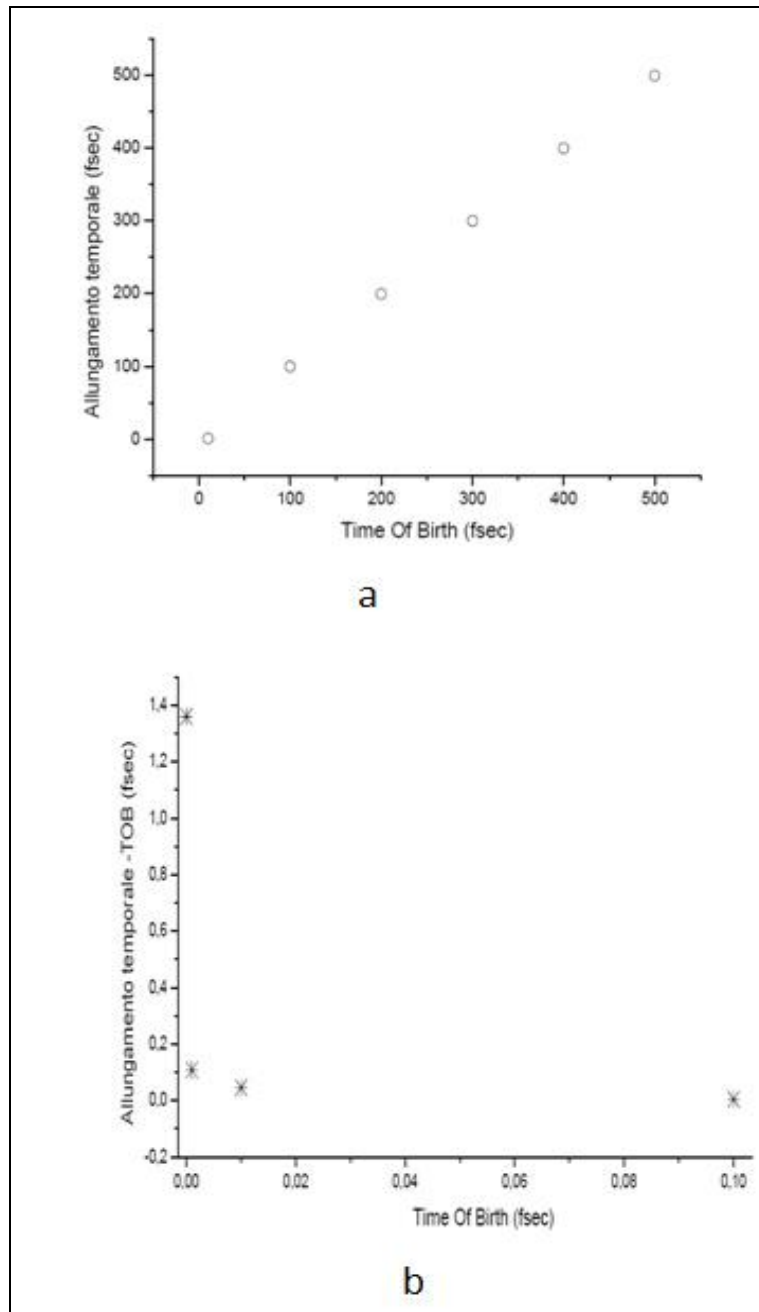 500
400
300
200
100
0
Allungamento temporale (fsec)
0 100 200 300 400 500
Time Of Birth (fsec)
a
1,4
1,2
1,0
0,8
0,6
0,4
0,2
0,0
-0,2
Allungamento temporale -TOB (fsec)
0,00 0,02 0,04 0,06 0,08 0,10
Time Of Birth (fsec)
b